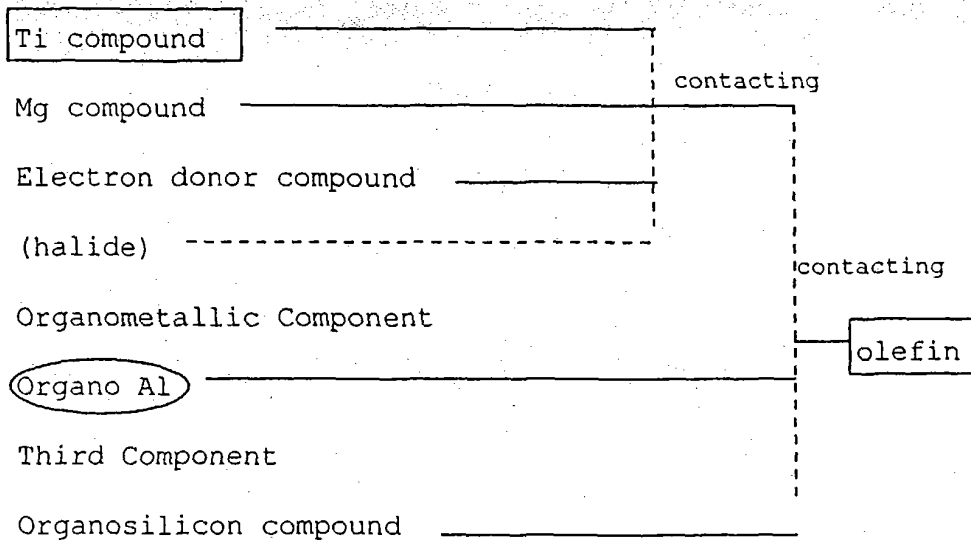 Ti compound
contacting
Mg compound
Electron donor compound
(halide)
contacting
Organometallic Component
olefin
Organo Al
Third Component
Organosilicon compound